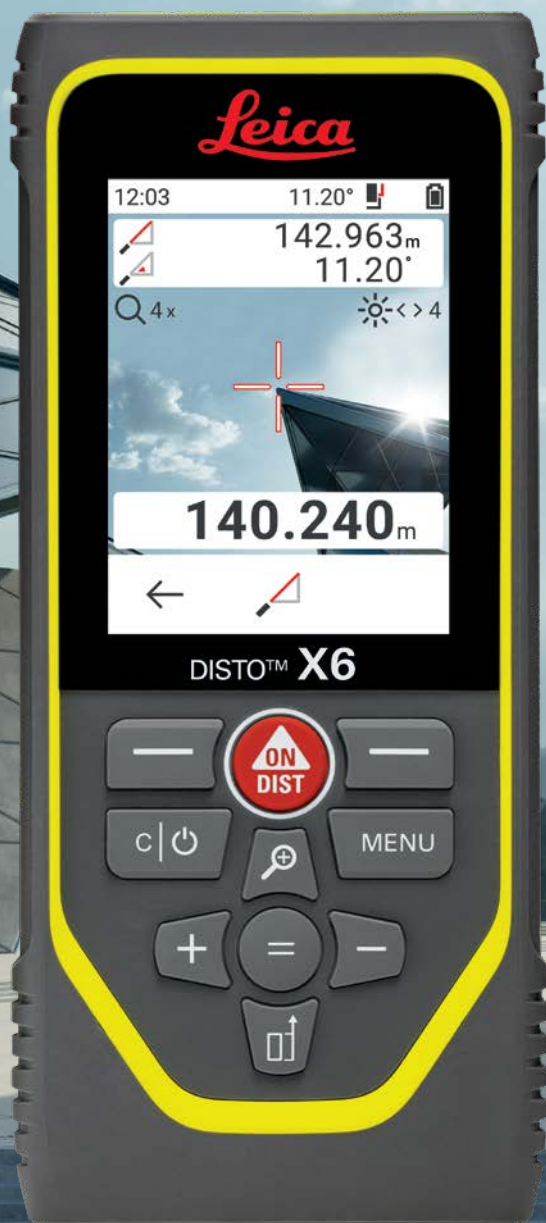 Leica
12:03 11.20°
142.963m
11.20°
4x < > 4
140.240m
DISTO™ X6
ON
DIST
C MENU
+ = −